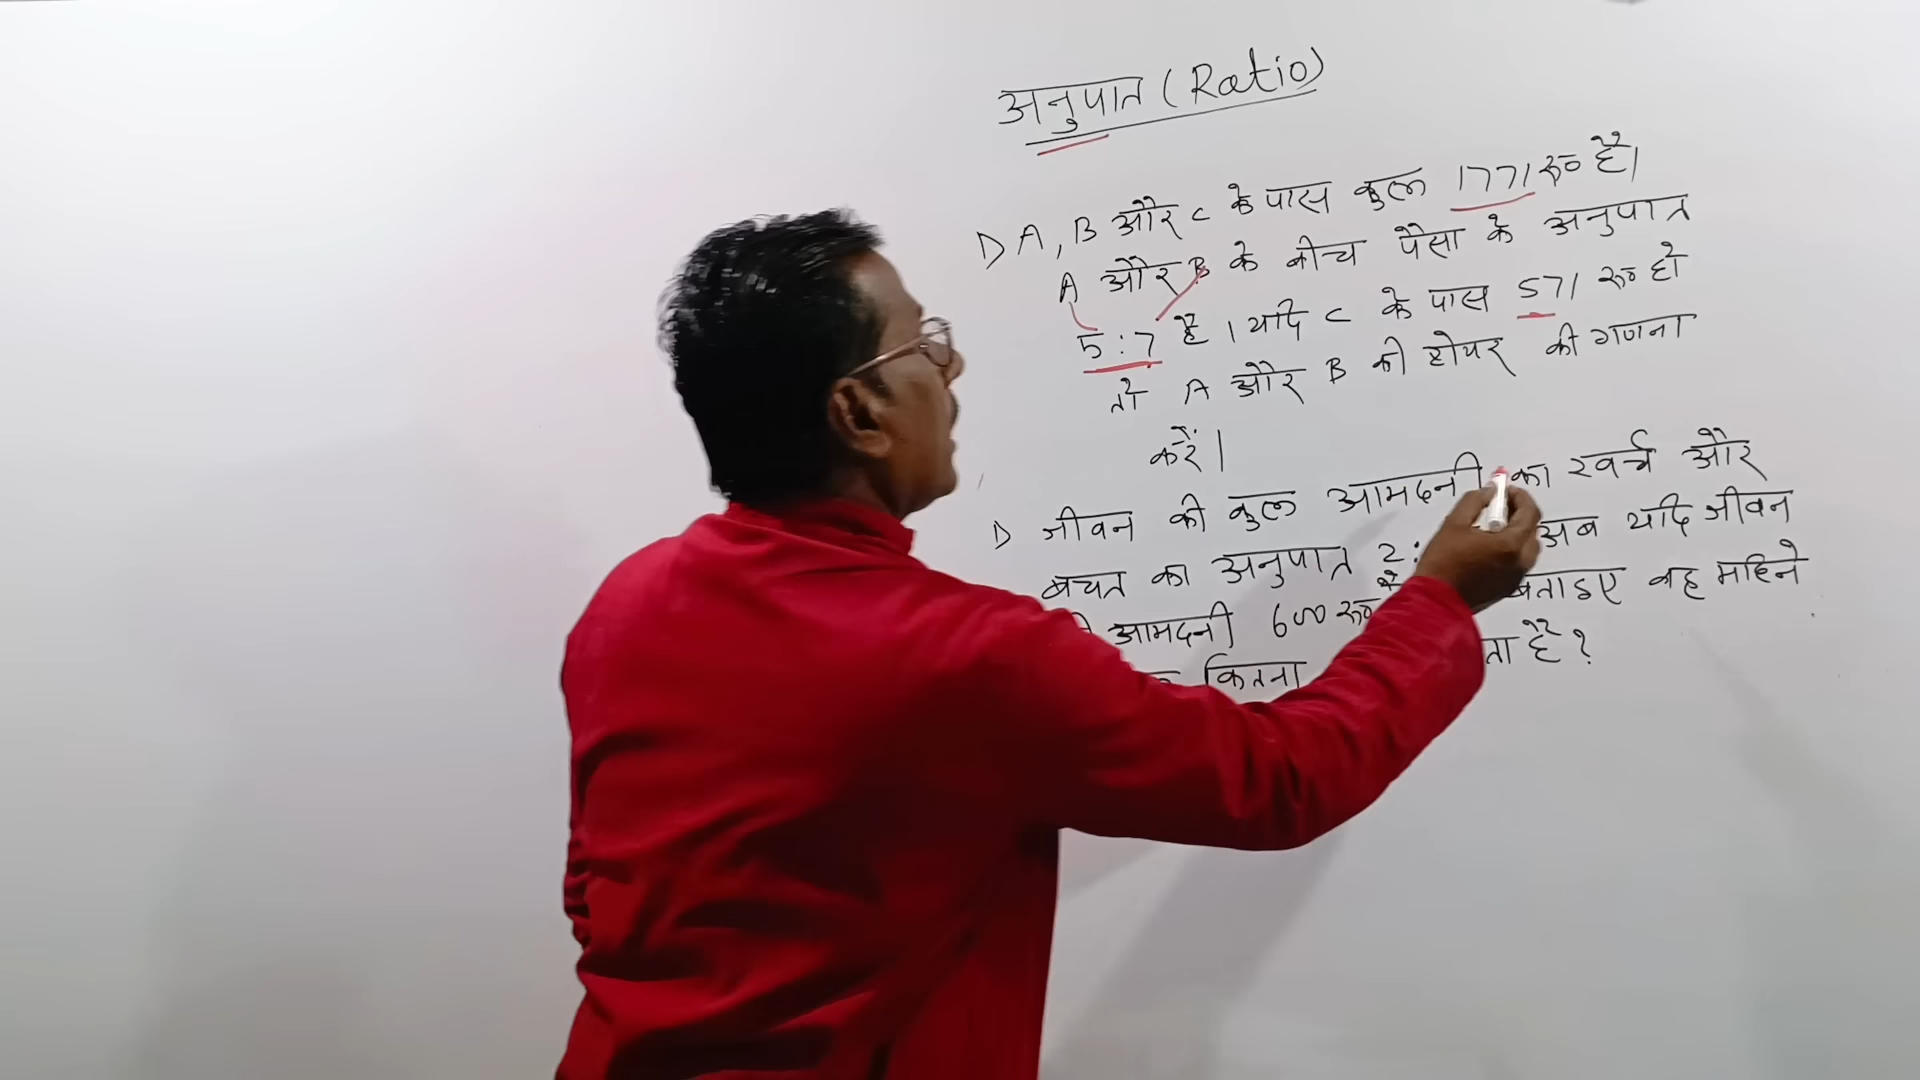 अनुपात (Ratio)
1) A, B और C के पास कुल 1771 रू० है।
A और B के बीच पैसा के अनुपात
5:7 है। यदि C के पास 571 रू० हो
तो A और B की शेयर की गणना
करें।
1) जीवन की कुल आमदनी का खर्च और
बचत का अनुपात 2: अब यदि जीवन
आमदनी 600 रू० बताइए वह महिने
कितना है?